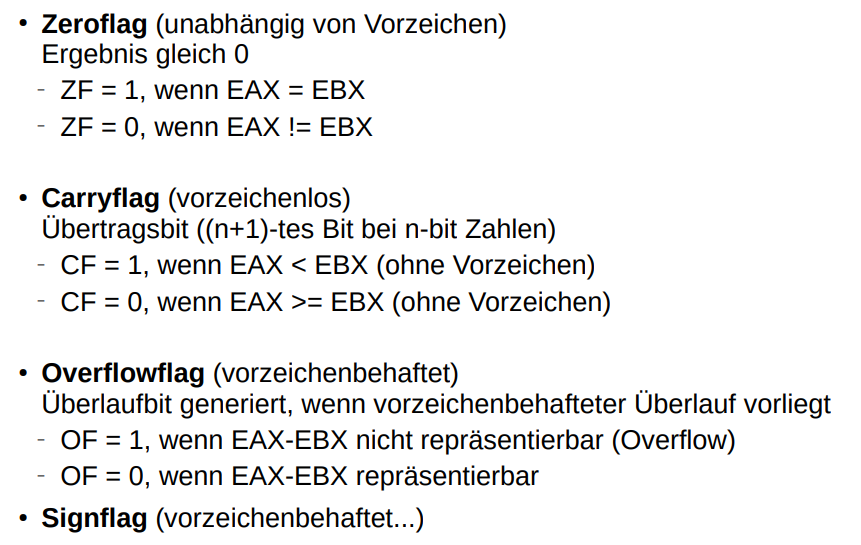 • Zeroflag (unabhängig von Vorzeichen)
Ergebnis gleich 0
- ZF = 1, wenn EAX = EBX
- ZF = 0, wenn EAX != EBX
• Carryflag (vorzeichenlos)
Übertragsbit ((n+1)-tes Bit bei n-bit Zahlen)
- CF = 1, wenn EAX < EBX (ohne Vorzeichen)
- CF = 0, wenn EAX >= EBX (ohne Vorzeichen)
• Overflowflag (vorzeichenbehaftet)
Überlaufbit generiert, wenn vorzeichenbehafteter Überlauf vorliegt
- OF = 1, wenn EAX-EBX nicht repräsentierbar (Overflow)
- OF = 0, wenn EAX-EBX repräsentierbar
• Signflag (vorzeichenbehaftet...)